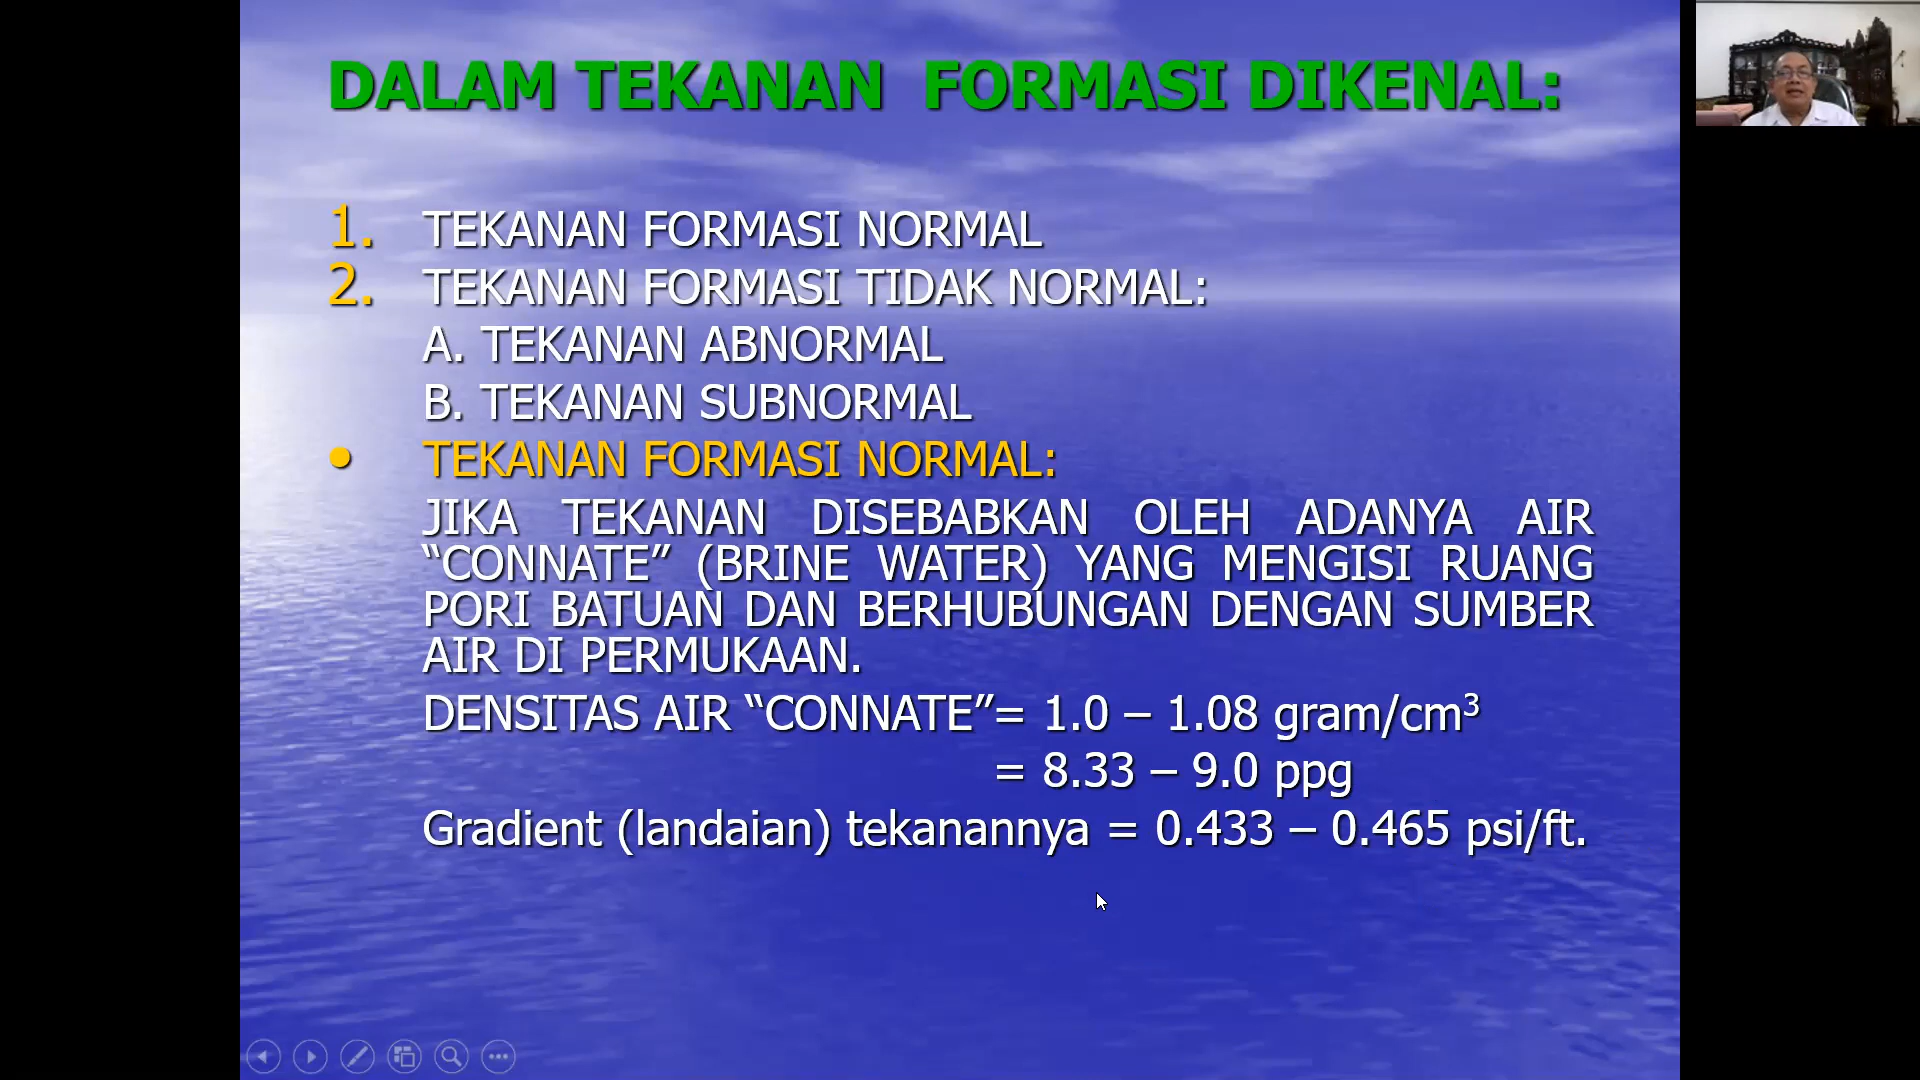 DALAM TEKANAN FORMASI DIKENAL:
1. TEKANAN FORMASI NORMAL
2. TEKANAN FORMASI TIDAK NORMAL:
A. TEKANAN ABNORMAL
B. TEKANAN SUBNORMAL
• TEKANAN FORMASI NORMAL:
JIKA TEKANAN DISEBABKAN OLEH ADANYA AIR
“CONNATE” (BRINE WATER) YANG MENGISI RUANG
PORI BATUAN DAN BERHUBUNGAN DENGAN SUMBER
AIR DI PERMUKAAN.
DENSITAS AIR “CONNATE”= 1.0 – 1.08 gram/cm³
= 8.33 – 9.0 ppg
Gradient (landaian) tekanannya = 0.433 – 0.465 psi/ft.